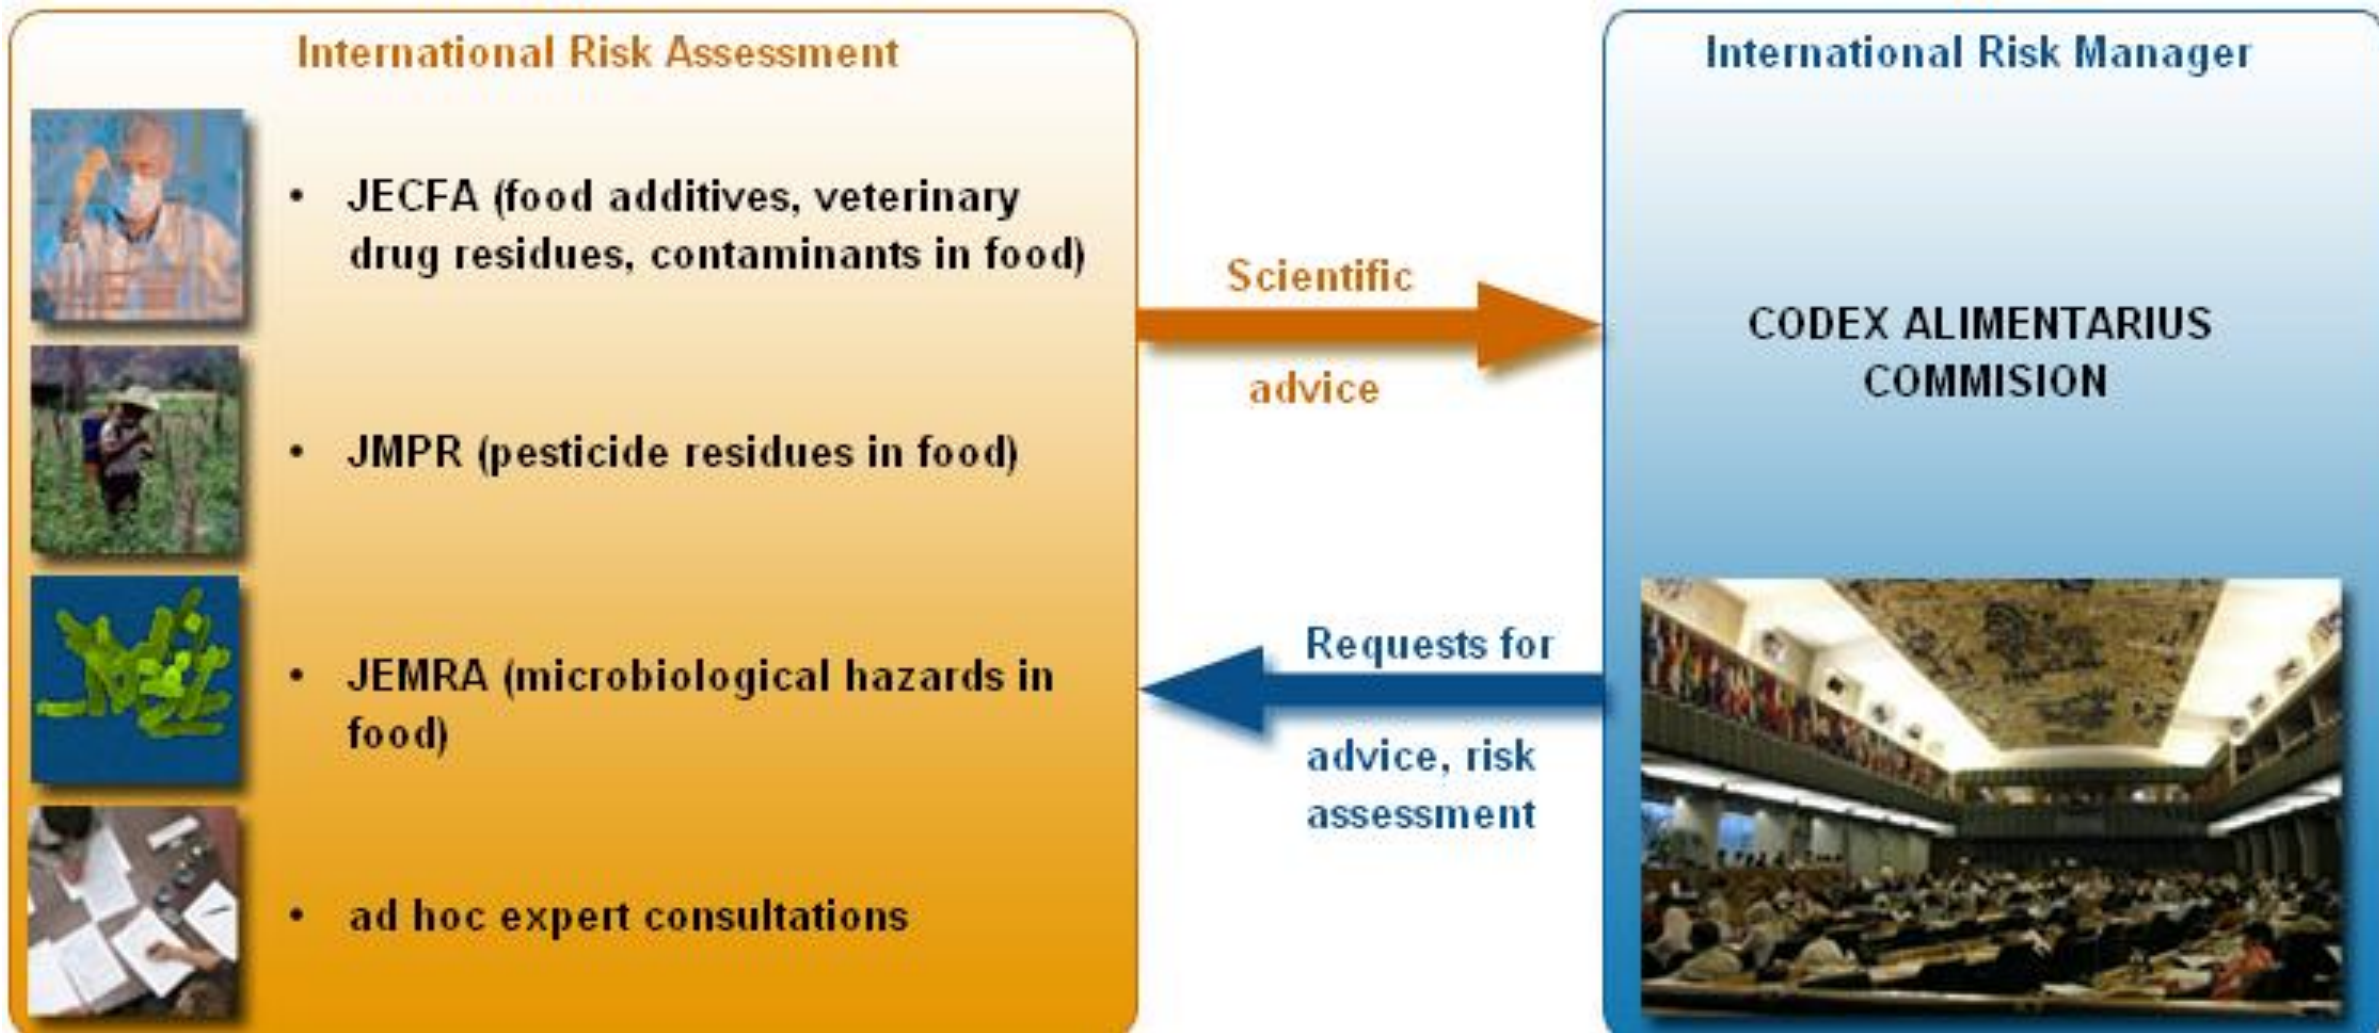 International Risk Assessment
• JECFA (food additives, veterinary
drug residues, contaminants in food)
• JMPR (pesticide residues in food)
• JEMRA (microbiological hazards in
food)
• ad hoc expert consultations
Scientific
advice
Requests for
advice, risk
assessment
International Risk Manager
CODEX ALIMENTARIUS
COMMISION